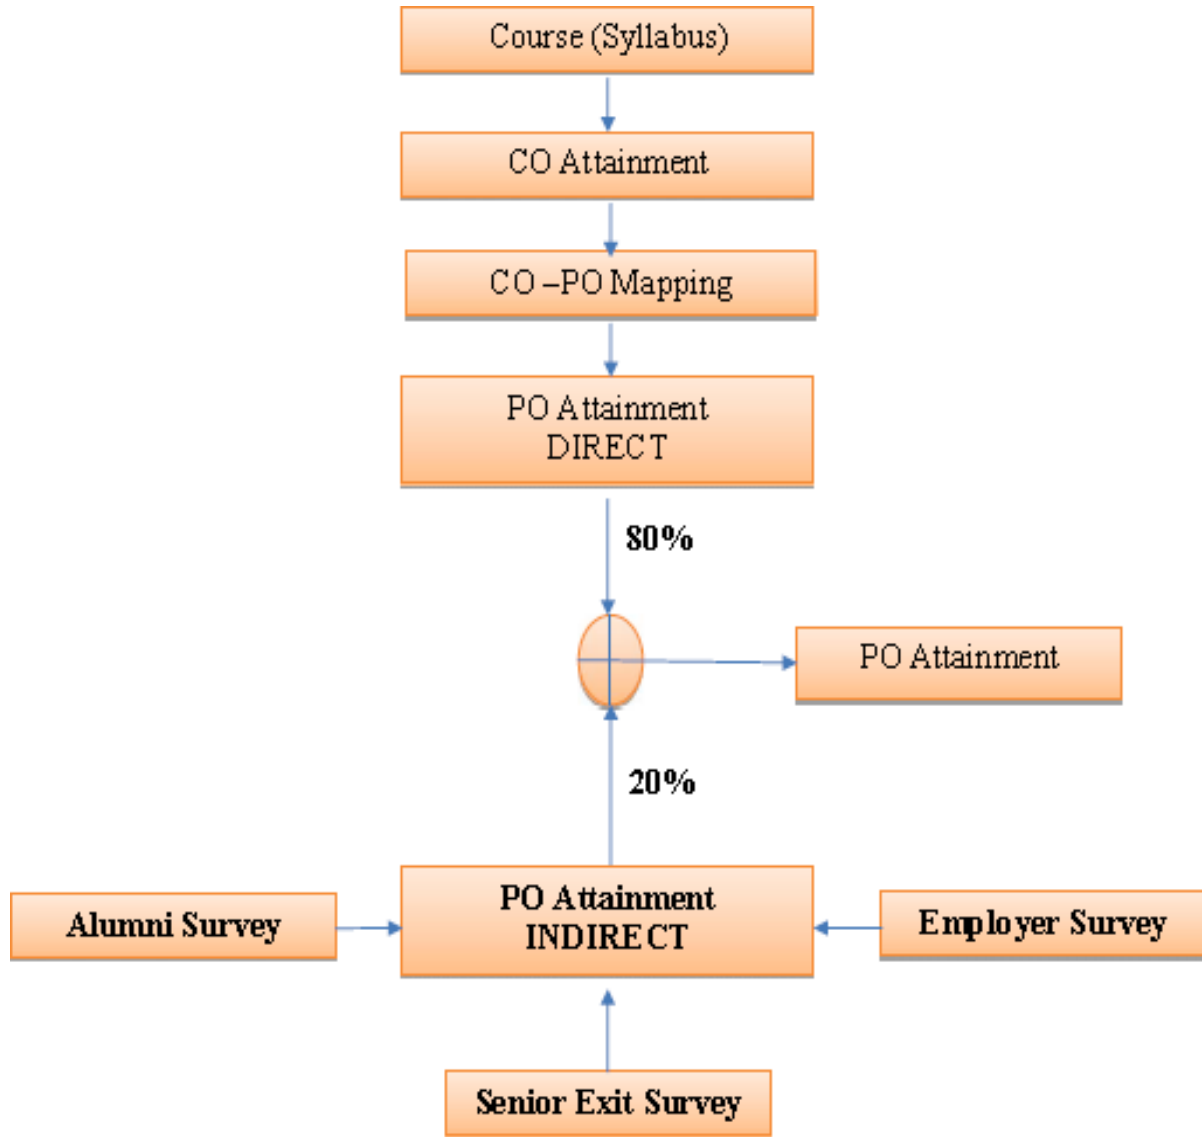 Course (Syllabus)
CO Attainment
CO –PO Mapping
PO Attainment
DIRECT
80%
PO Attainment
20%
PO Attainment
INDIRECT
Alumni Survey
Employer Survey
Senior Exit Survey